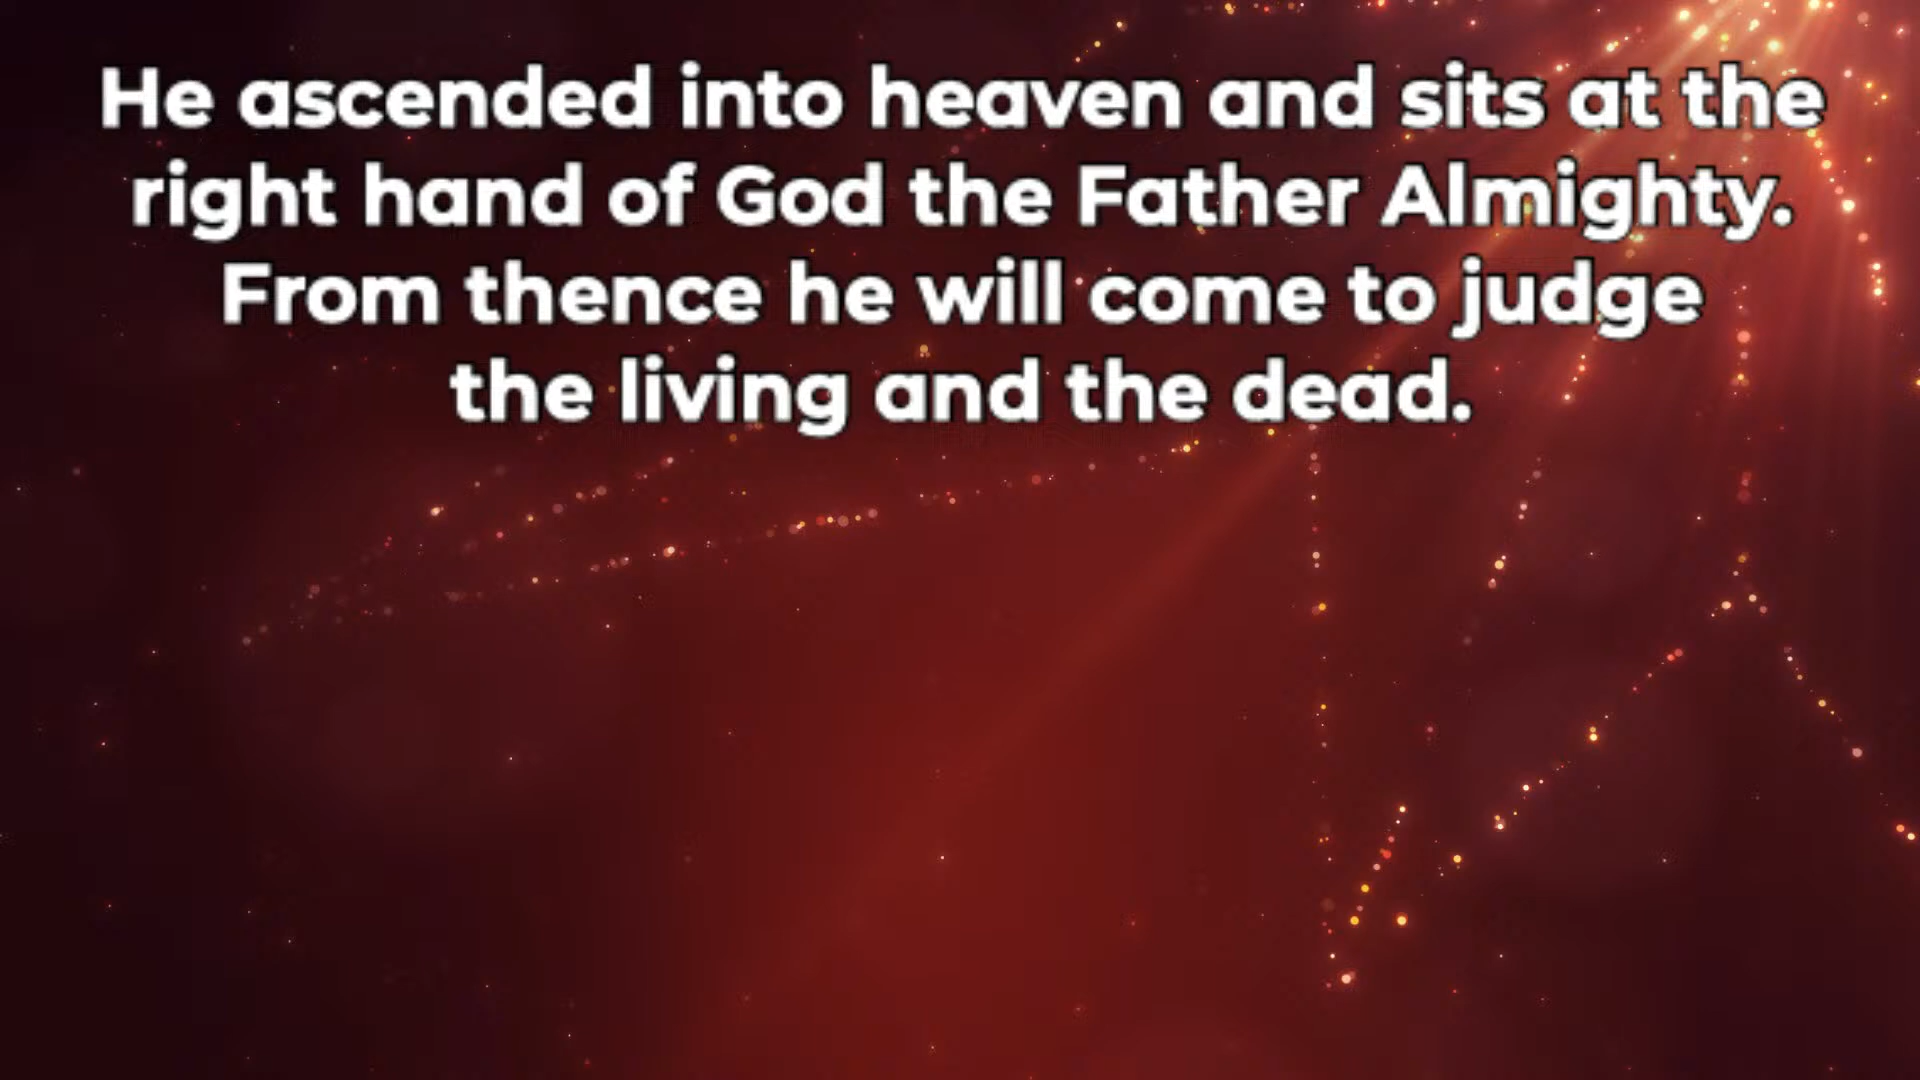 He ascended into heaven and sits at the
right hand of God the Father Almighty.
From thence he will come to judge
the living and the dead.